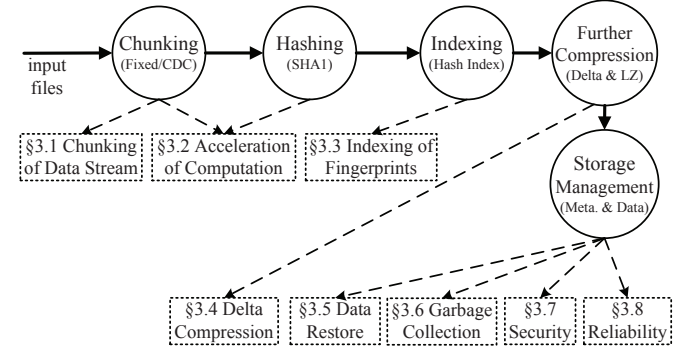 input
files
Chunking
(Fixed/CDC)
Hashing
(SHA1)
Indexing
(Hash Index)
Further
Compression
(Delta & LZ)
§3.1 Chunking
of Data Stream
§3.2 Acceleration
of Computation
§3.3 Indexing of
Fingerprints
Storage
Management
(Meta. & Data)
§3.4 Delta
Compression
§3.5 Data
Restore
§3.6 Garbage
Collection
§3.7
Security
§3.8
Reliability